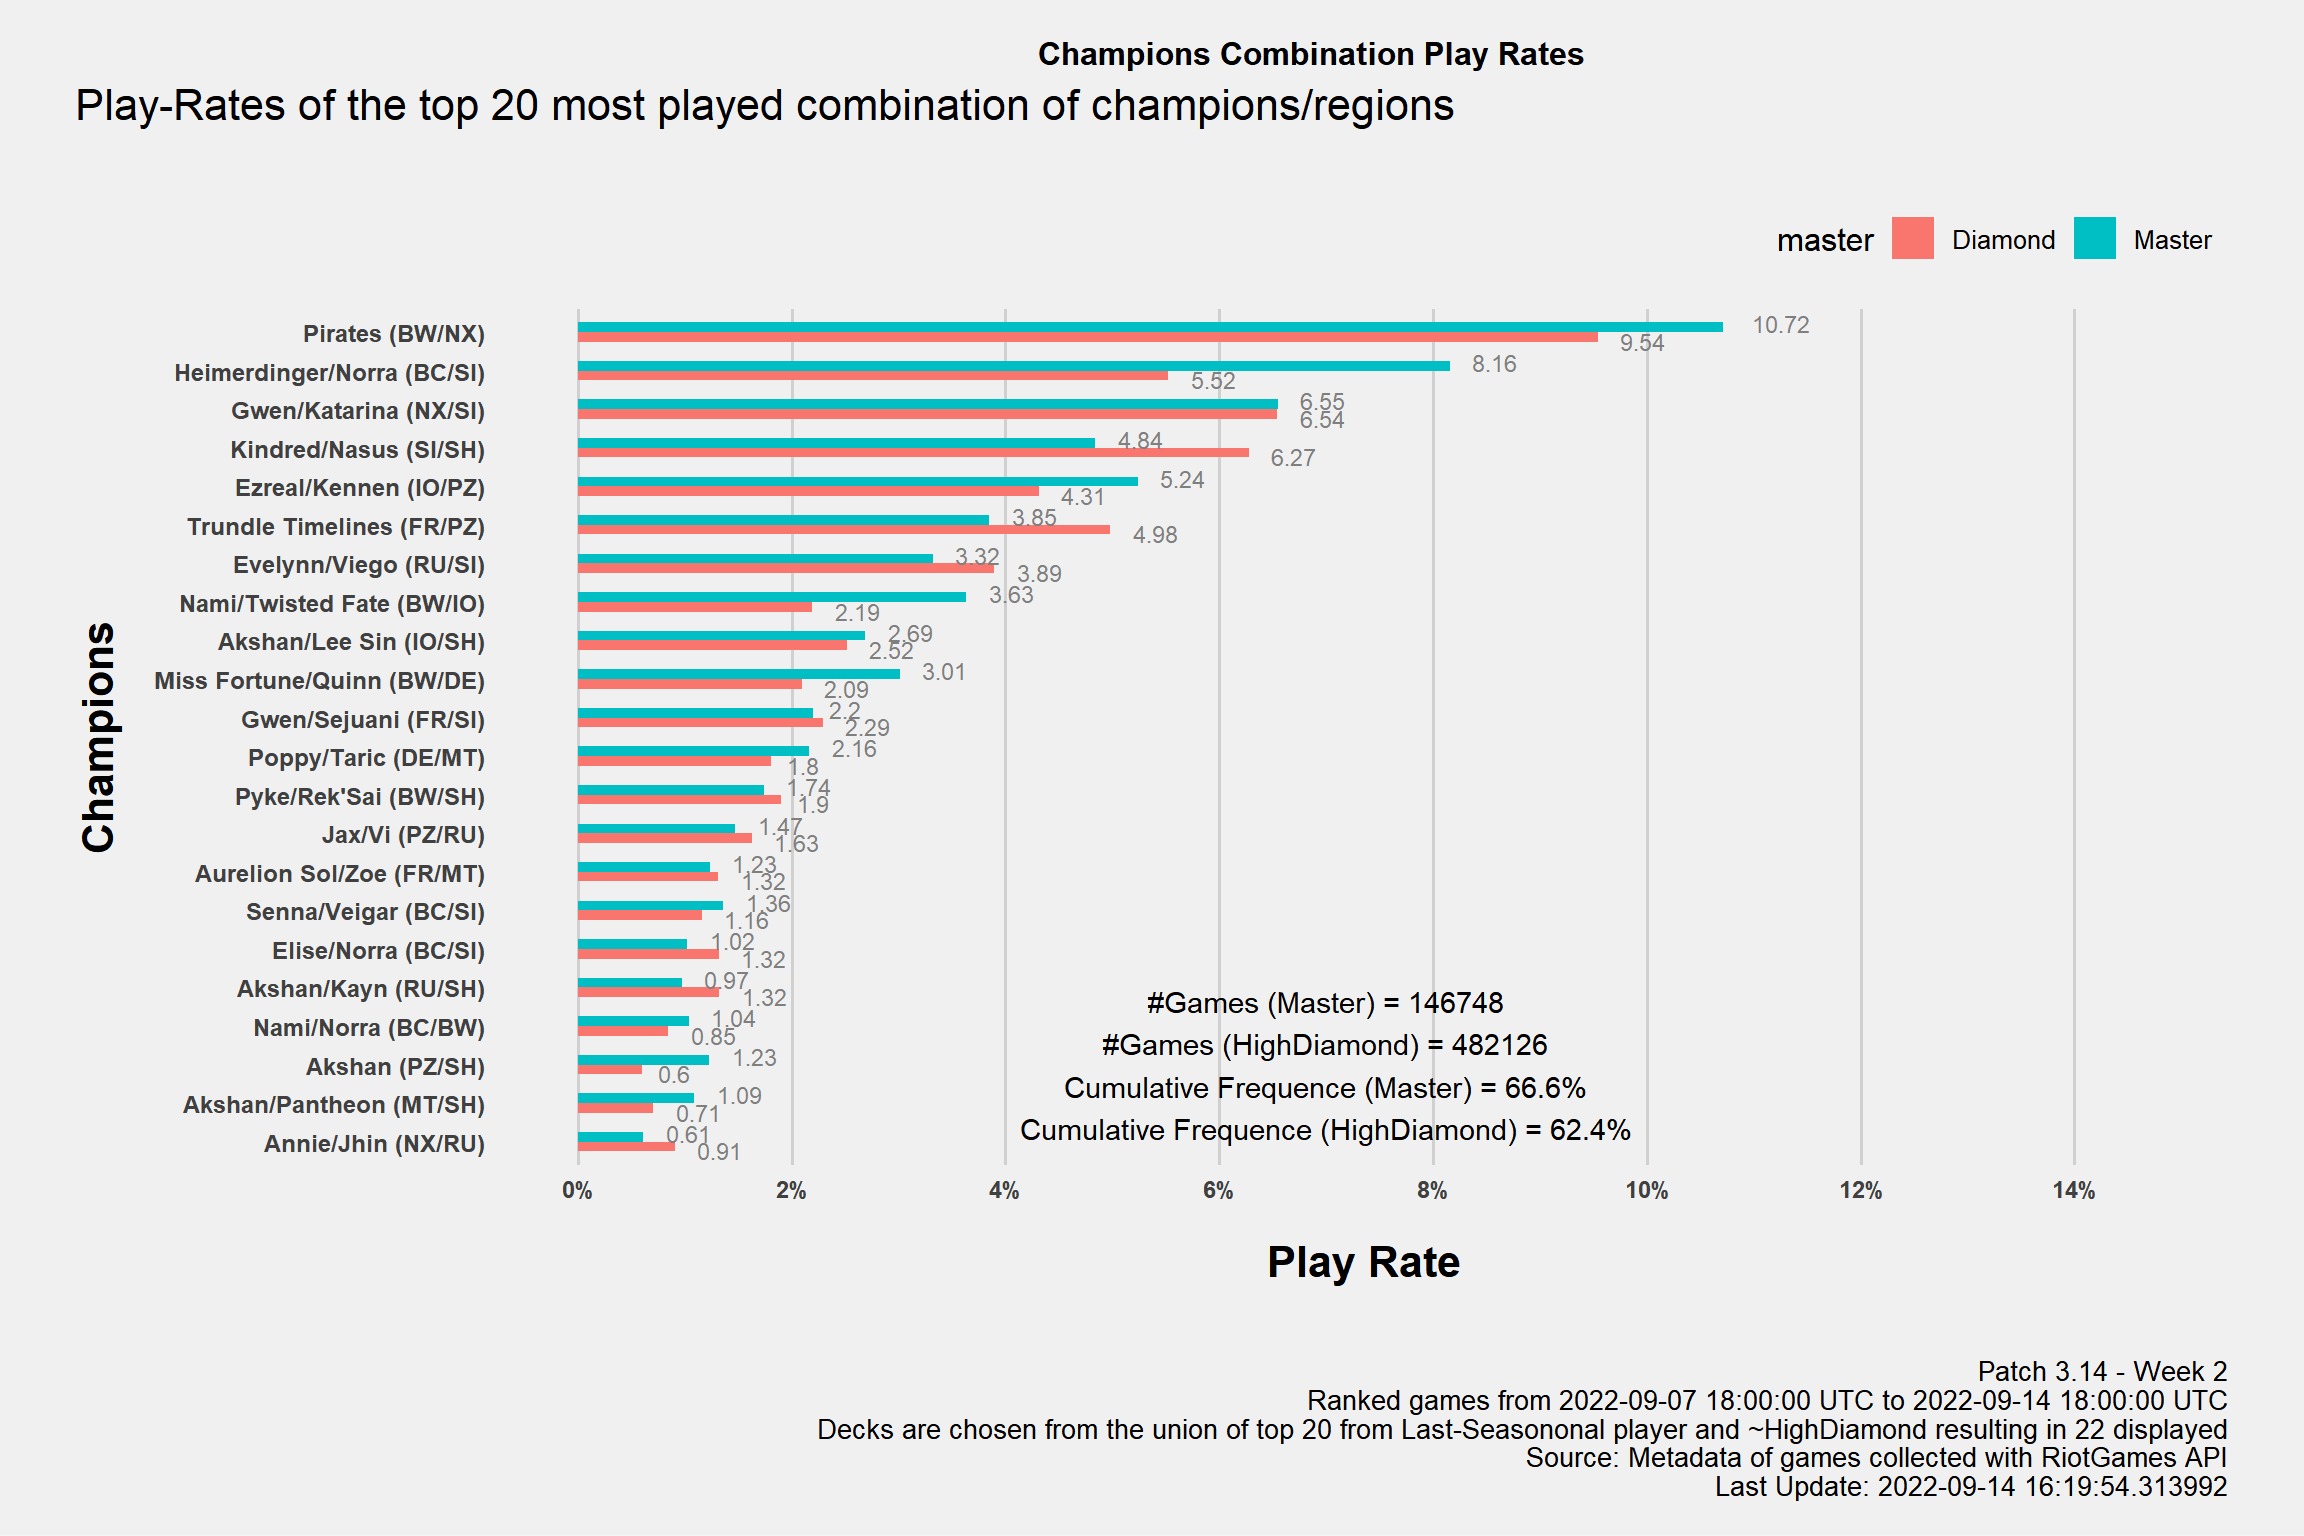 Champions Combination Play Rates
Play-Rates of the top 20 most played combination of champions/regions
master Diamond Master
Champions
Pirates (BW/NX) 10.72
9.54
Heimerdinger/Norra (BC/SI) 8.16
5.52
Gwen/Katarina (NX/SI) 6.55
6.54
Kindred/Nasus (SI/SH) 4.84
6.27
Ezreal/Kennen (IO/PZ) 5.24
4.31
Trundle Timelines (FR/PZ) 3.85
4.98
Evelynn/Viego (RU/SI) 3.32
3.89
Nami/Twisted Fate (BW/IO) 3.63
2.19
Akshan/Lee Sin (IO/SH) 2.69
2.52
Miss Fortune/Quinn (BW/DE) 3.01
2.09
Gwen/Sejuani (FR/SI) 2.2
2.29
Poppy/Taric (DE/MT) 2.16
1.8
Pyke/Rek'Sai (BW/SH) 1.74
1.9
Jax/Vi (PZ/RU) 1.47
1.63
Aurelion Sol/Zoe (FR/MT) 1.23
1.32
Senna/Veigar (BC/SI) 1.36
1.16
Elise/Norra (BC/SI) 1.02
1.32
Akshan/Kayn (RU/SH) 0.97
1.32
Nami/Norra (BC/BW) 1.04
0.85
Akshan (PZ/SH) 1.23
0.6
Akshan/Pantheon (MT/SH) 1.09
0.71
Annie/Jhin (NX/RU) 0.61
0.91
#Games (Master) = 146748
#Games (HighDiamond) = 482126
Cumulative Frequence (Master) = 66.6%
Cumulative Frequence (HighDiamond) = 62.4%
0% 2% 4% 6% 8% 10% 12% 14%
Play Rate
Patch 3.14 - Week 2
Ranked games from 2022-09-07 18:00:00 UTC to 2022-09-14 18:00:00 UTC
Decks are chosen from the union of top 20 from Last-Seasononal player and ~HighDiamond resulting in 22 displayed
Source: Metadata of games collected with RiotGames API
Last Update: 2022-09-14 16:19:54.313992